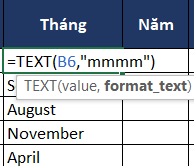 Tháng Năm
=TEXT(B6,"mmmm")
S
TEXT(value, format_text)
August
November
April